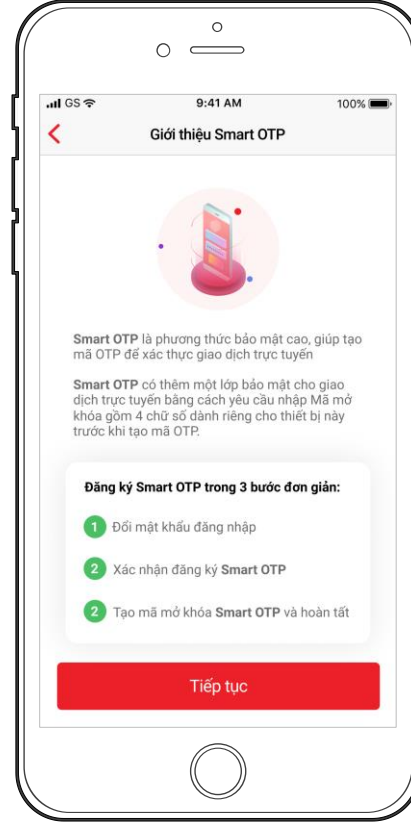 GS 9:41 AM 100%
Giới thiệu Smart OTP
Smart OTP là phương thức bảo mật cao, giúp tạo
mã OTP để xác thực giao dịch trực tuyến
Smart OTP có thêm một lớp bảo mật cho giao
dịch trực tuyến bằng cách yêu cầu nhập Mã mở
khóa gồm 4 chữ số dành riêng cho thiết bị này
trước khi tạo mã OTP.
Đăng ký Smart OTP trong 3 bước đơn giản:
1 Đổi mật khẩu đăng nhập
2 Xác nhận đăng ký Smart OTP
2 Tạo mã mở khóa Smart OTP và hoàn tất
Tiếp tục